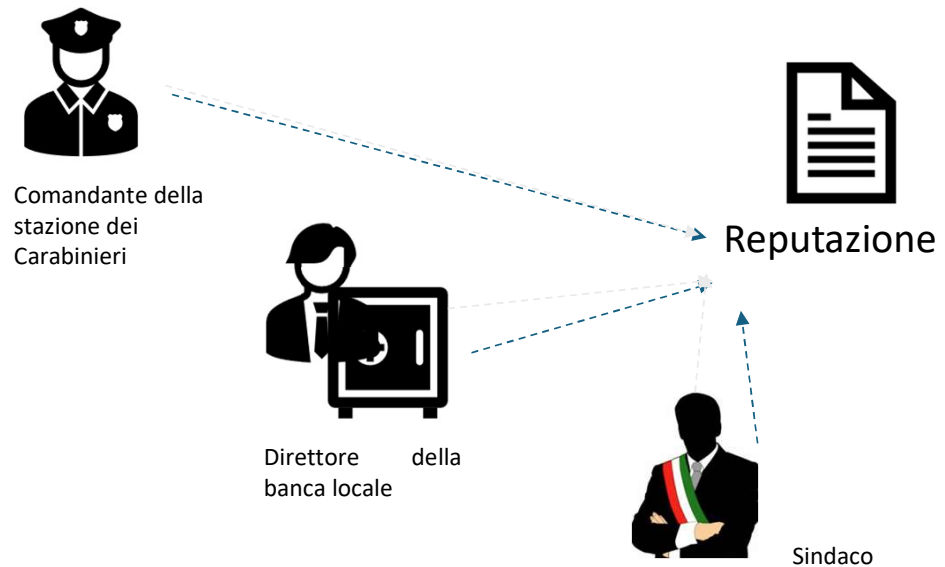 Comandante della
stazione dei
Carabinieri
Reputazione
Direttore della
banca locale
Sindaco